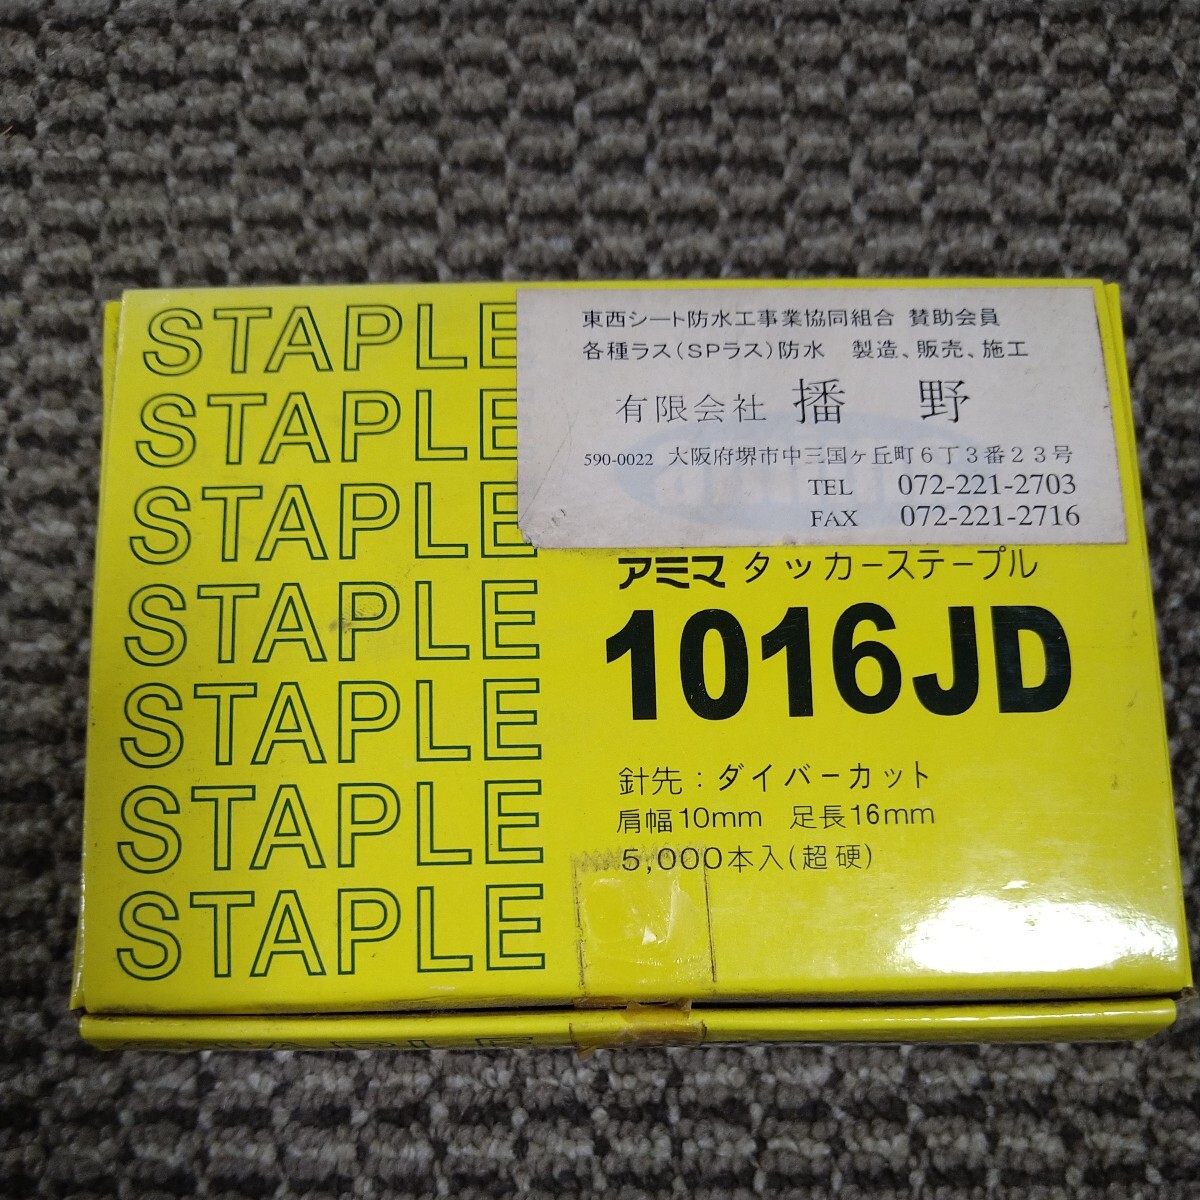 STAPLE
STAPLE
STAPLE
STAPLE
STAPLE
STAPLE
STAPLE
東西シート防水工事業協同組合 賛助会員
各種ラス(SPラス)防水 製造、販売、施工
有限会社 播 野
590-0022 大阪府堺市中三国ヶ丘町6丁3番23号
TEL 072-221-2703
FAX 072-221-2716
アミマ タッカーステープル
1016JD
針先:ダイバーカット
肩幅10mm 足長16mm
5,000本入(超硬)